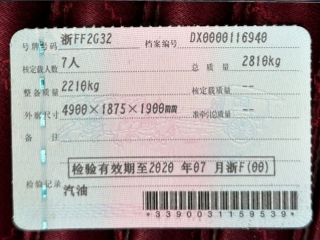 号牌号码 浙FF2G32 档案编号 DX0000116940
核定载人数 7人 总质量 2810kg
整备质量 2210kg 核定载质量 --
外廓尺寸 4900×1875×1900mm 准牵引总质量 --
备注
检验有效期至2020 年07 月浙F(00)
检验记录 汽油
*3390031159539*